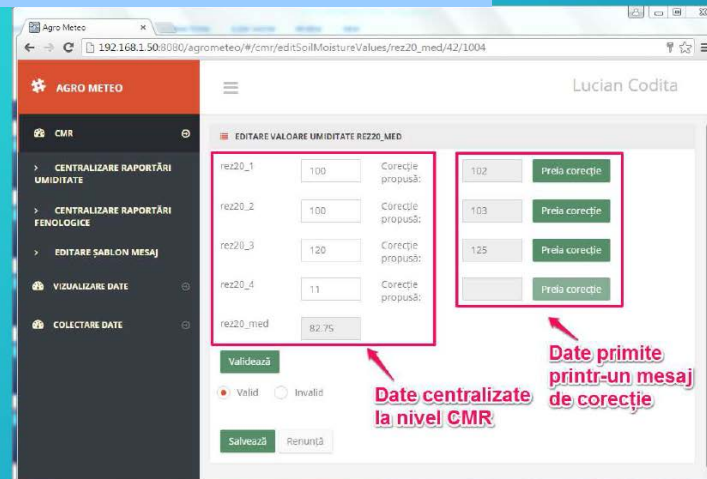 Agro Meteo
192.168.1.50:8080/agrometeo/#/cmr/editSoilMoistureValues/rez20_med/42/1004
AGRO METEO
Lucian Codita
CMR
CENTRALIZARE RAPORTĂRI
UMIDITATE
CENTRALIZARE RAPORTĂRI
FENOLOGICE
EDITARE ȘABLON MESAJ
VIZUALIZARE DATE
COLECTARE DATE
EDITARE VALOARE UMIDITATE REZ20_MED
rez20_1 100 Corecție propusă: 102 Preia corecție
rez20_2 100 Corecție propusă: 103 Preia corecție
rez20_3 120 Corecție propusă: 125 Preia corecție
rez20_4 11 Corecție propusă: Preia corecție
rez20_med 82.75
Validează
Valid Invalid
Salvează Renunță
Date centralizate
la nivel CMR
Date primite
printr-un mesaj
de corecție